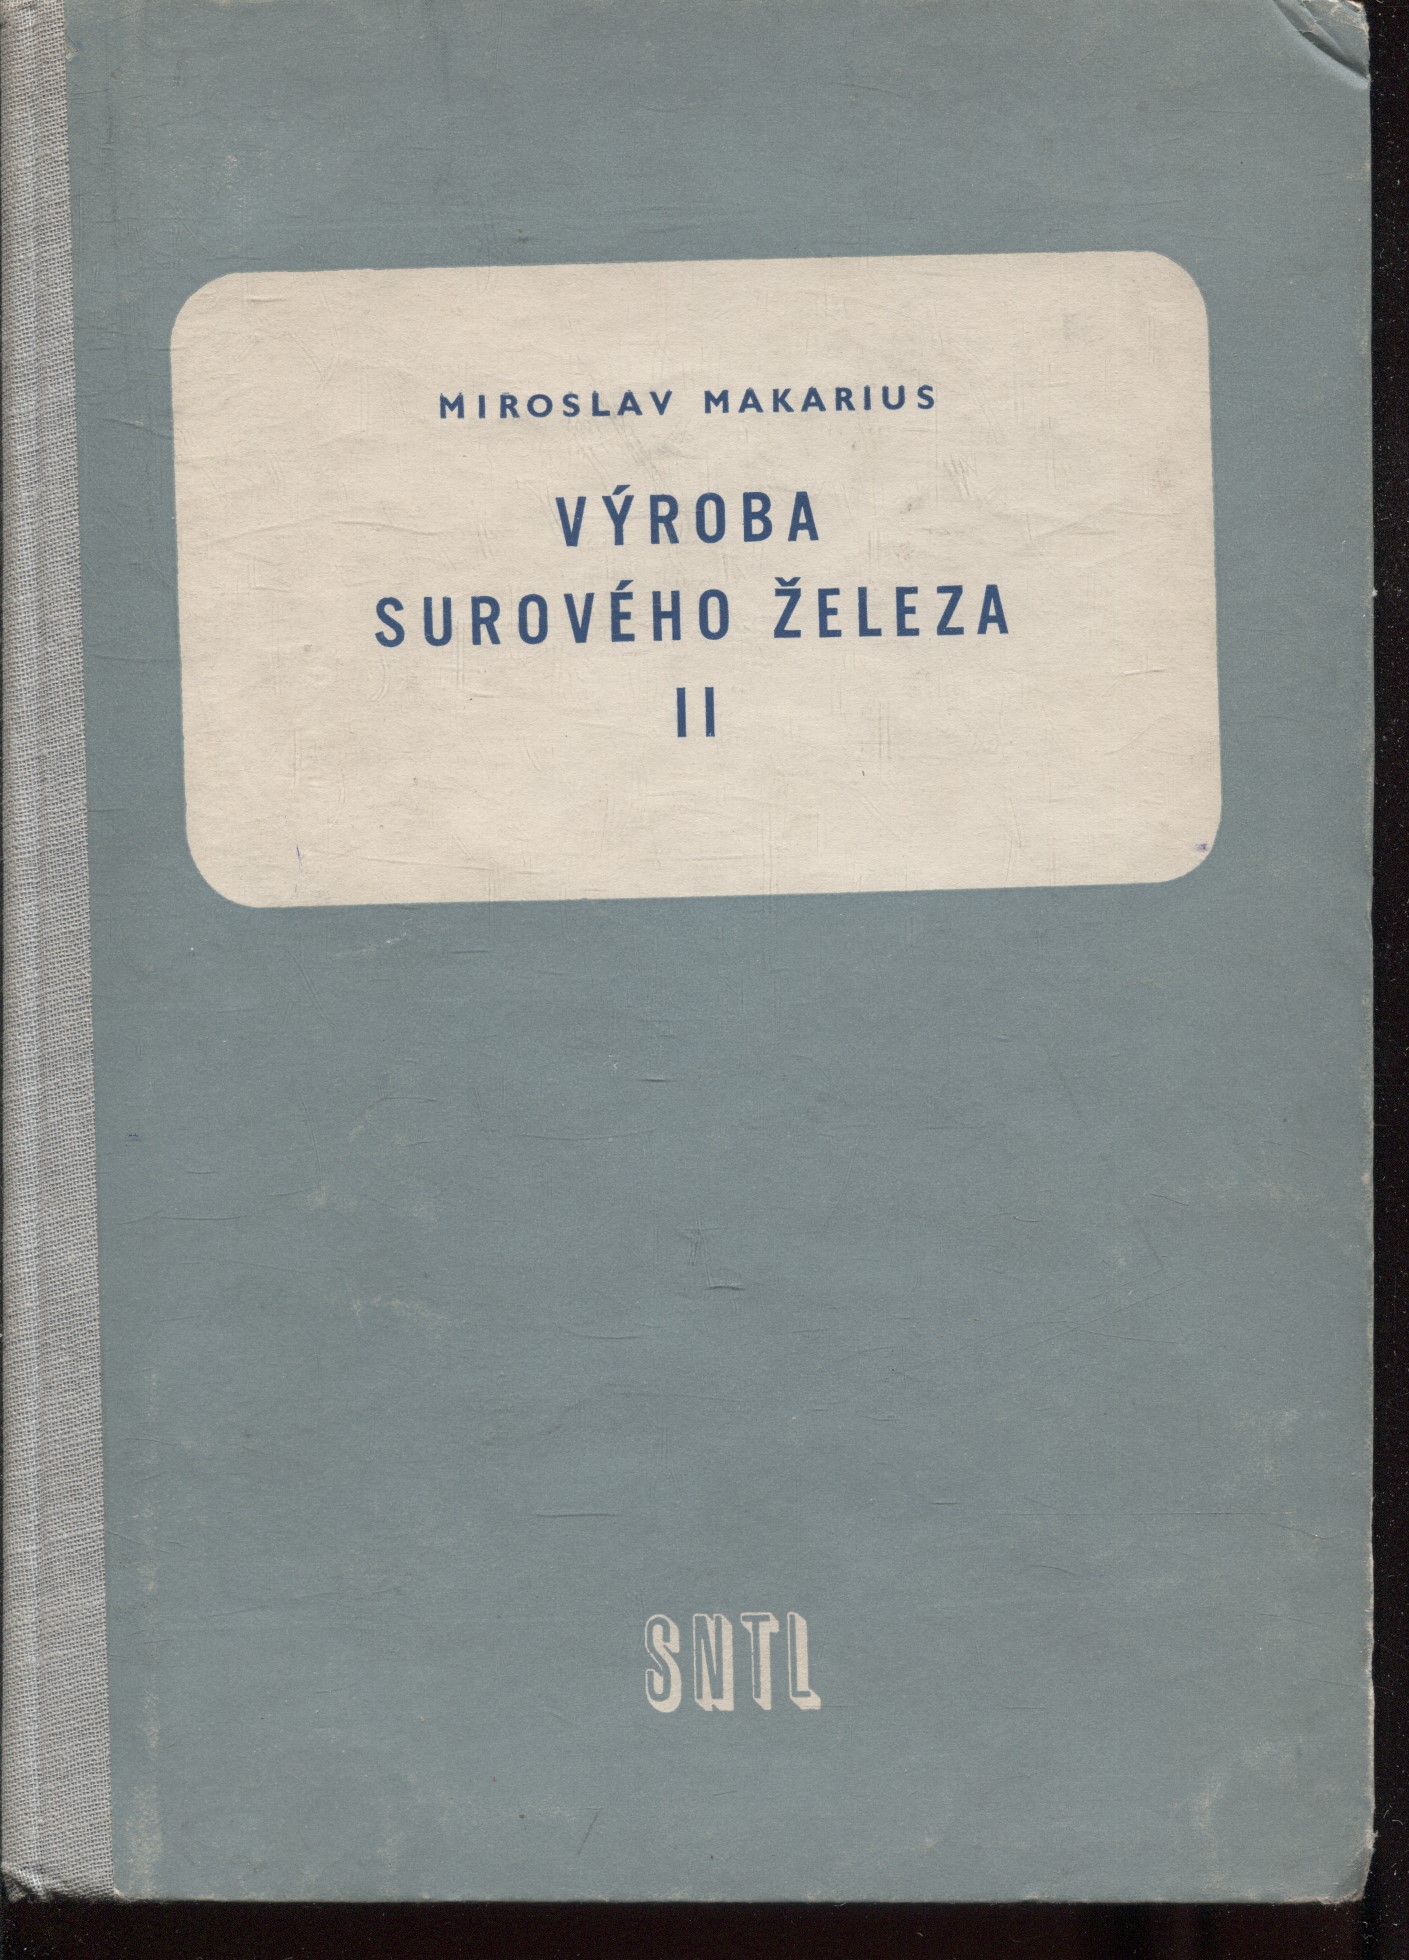 MIROSLAV MAKARIUS
VÝROBA
SUROVÉHO ŽELEZA
II
SNTL